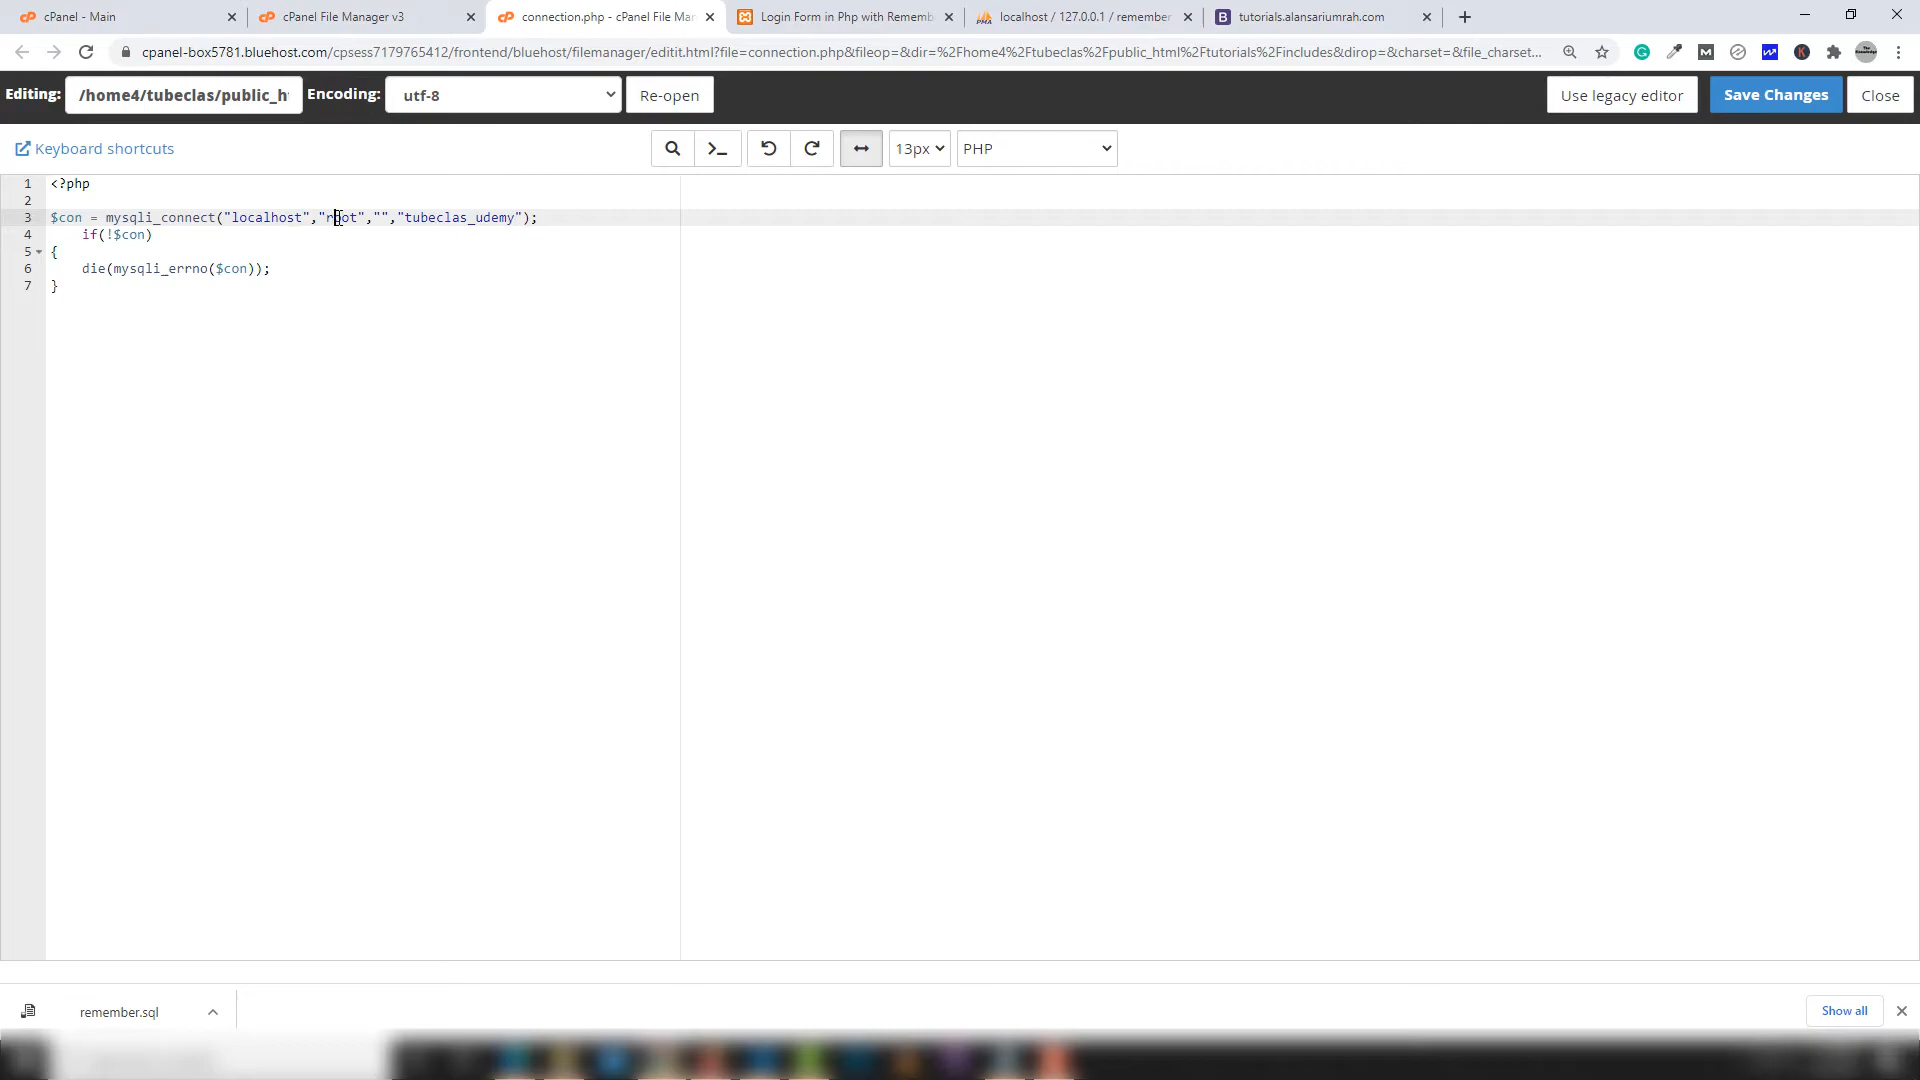 cPanel - Main
cPanel File Manager v3
connection.php - cPanel File Man
Login Form in Php with Rememb
localhost / 127.0.0.1 / remember
tutorials.alansariumrah.com
cpanel-box5781.bluehost.com/cpsess7179765412/frontend/bluehost/filemanager/editit.html?file=connection.php&fileop=&dir=%2Fhome4%2Ftubeclas%2Fpublic_html%2Ftutorials%2Fincludes&dirop=&charset=&file_charset...
Editing: /home4/tubeclas/public_h Encoding: utf-8 Re-open Use legacy editor Save Changes Close
Keyboard shortcuts 13px PHP
1 <?php
2
3 $con = mysqli_connect("localhost","root","","tubeclas_udemy");
4 if(!$con)
5 {
6 die(mysqli_errno($con));
7 }
remember.sql
Show all